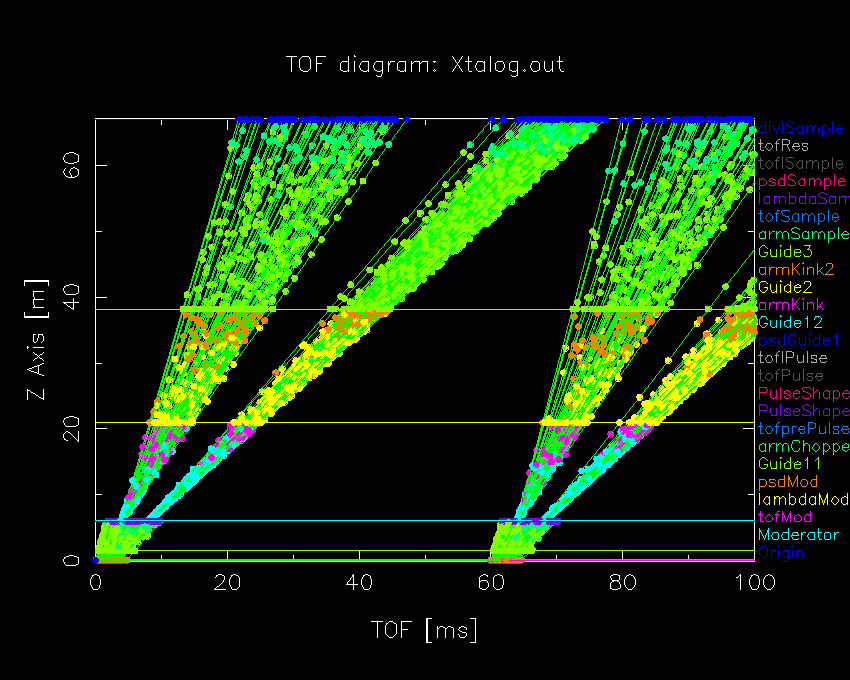 TOF diagram: Xtalog.out
divlSample
tofRes
toflSample
psdSample
lambdaSam
tofSample
armSample
Guide3
armKink2
Guide2
armKink
Guide12
psdGuide1
toflPulse
tofPulse
PulseShape
PulseShape
tofprePulse
armChoppe
Guide11
psdMod
lambdaMod
tofMod
Moderator
Origin
Z Axis [m]
60
40
20
0
0 20 40 60 80 100
TOF [ms]